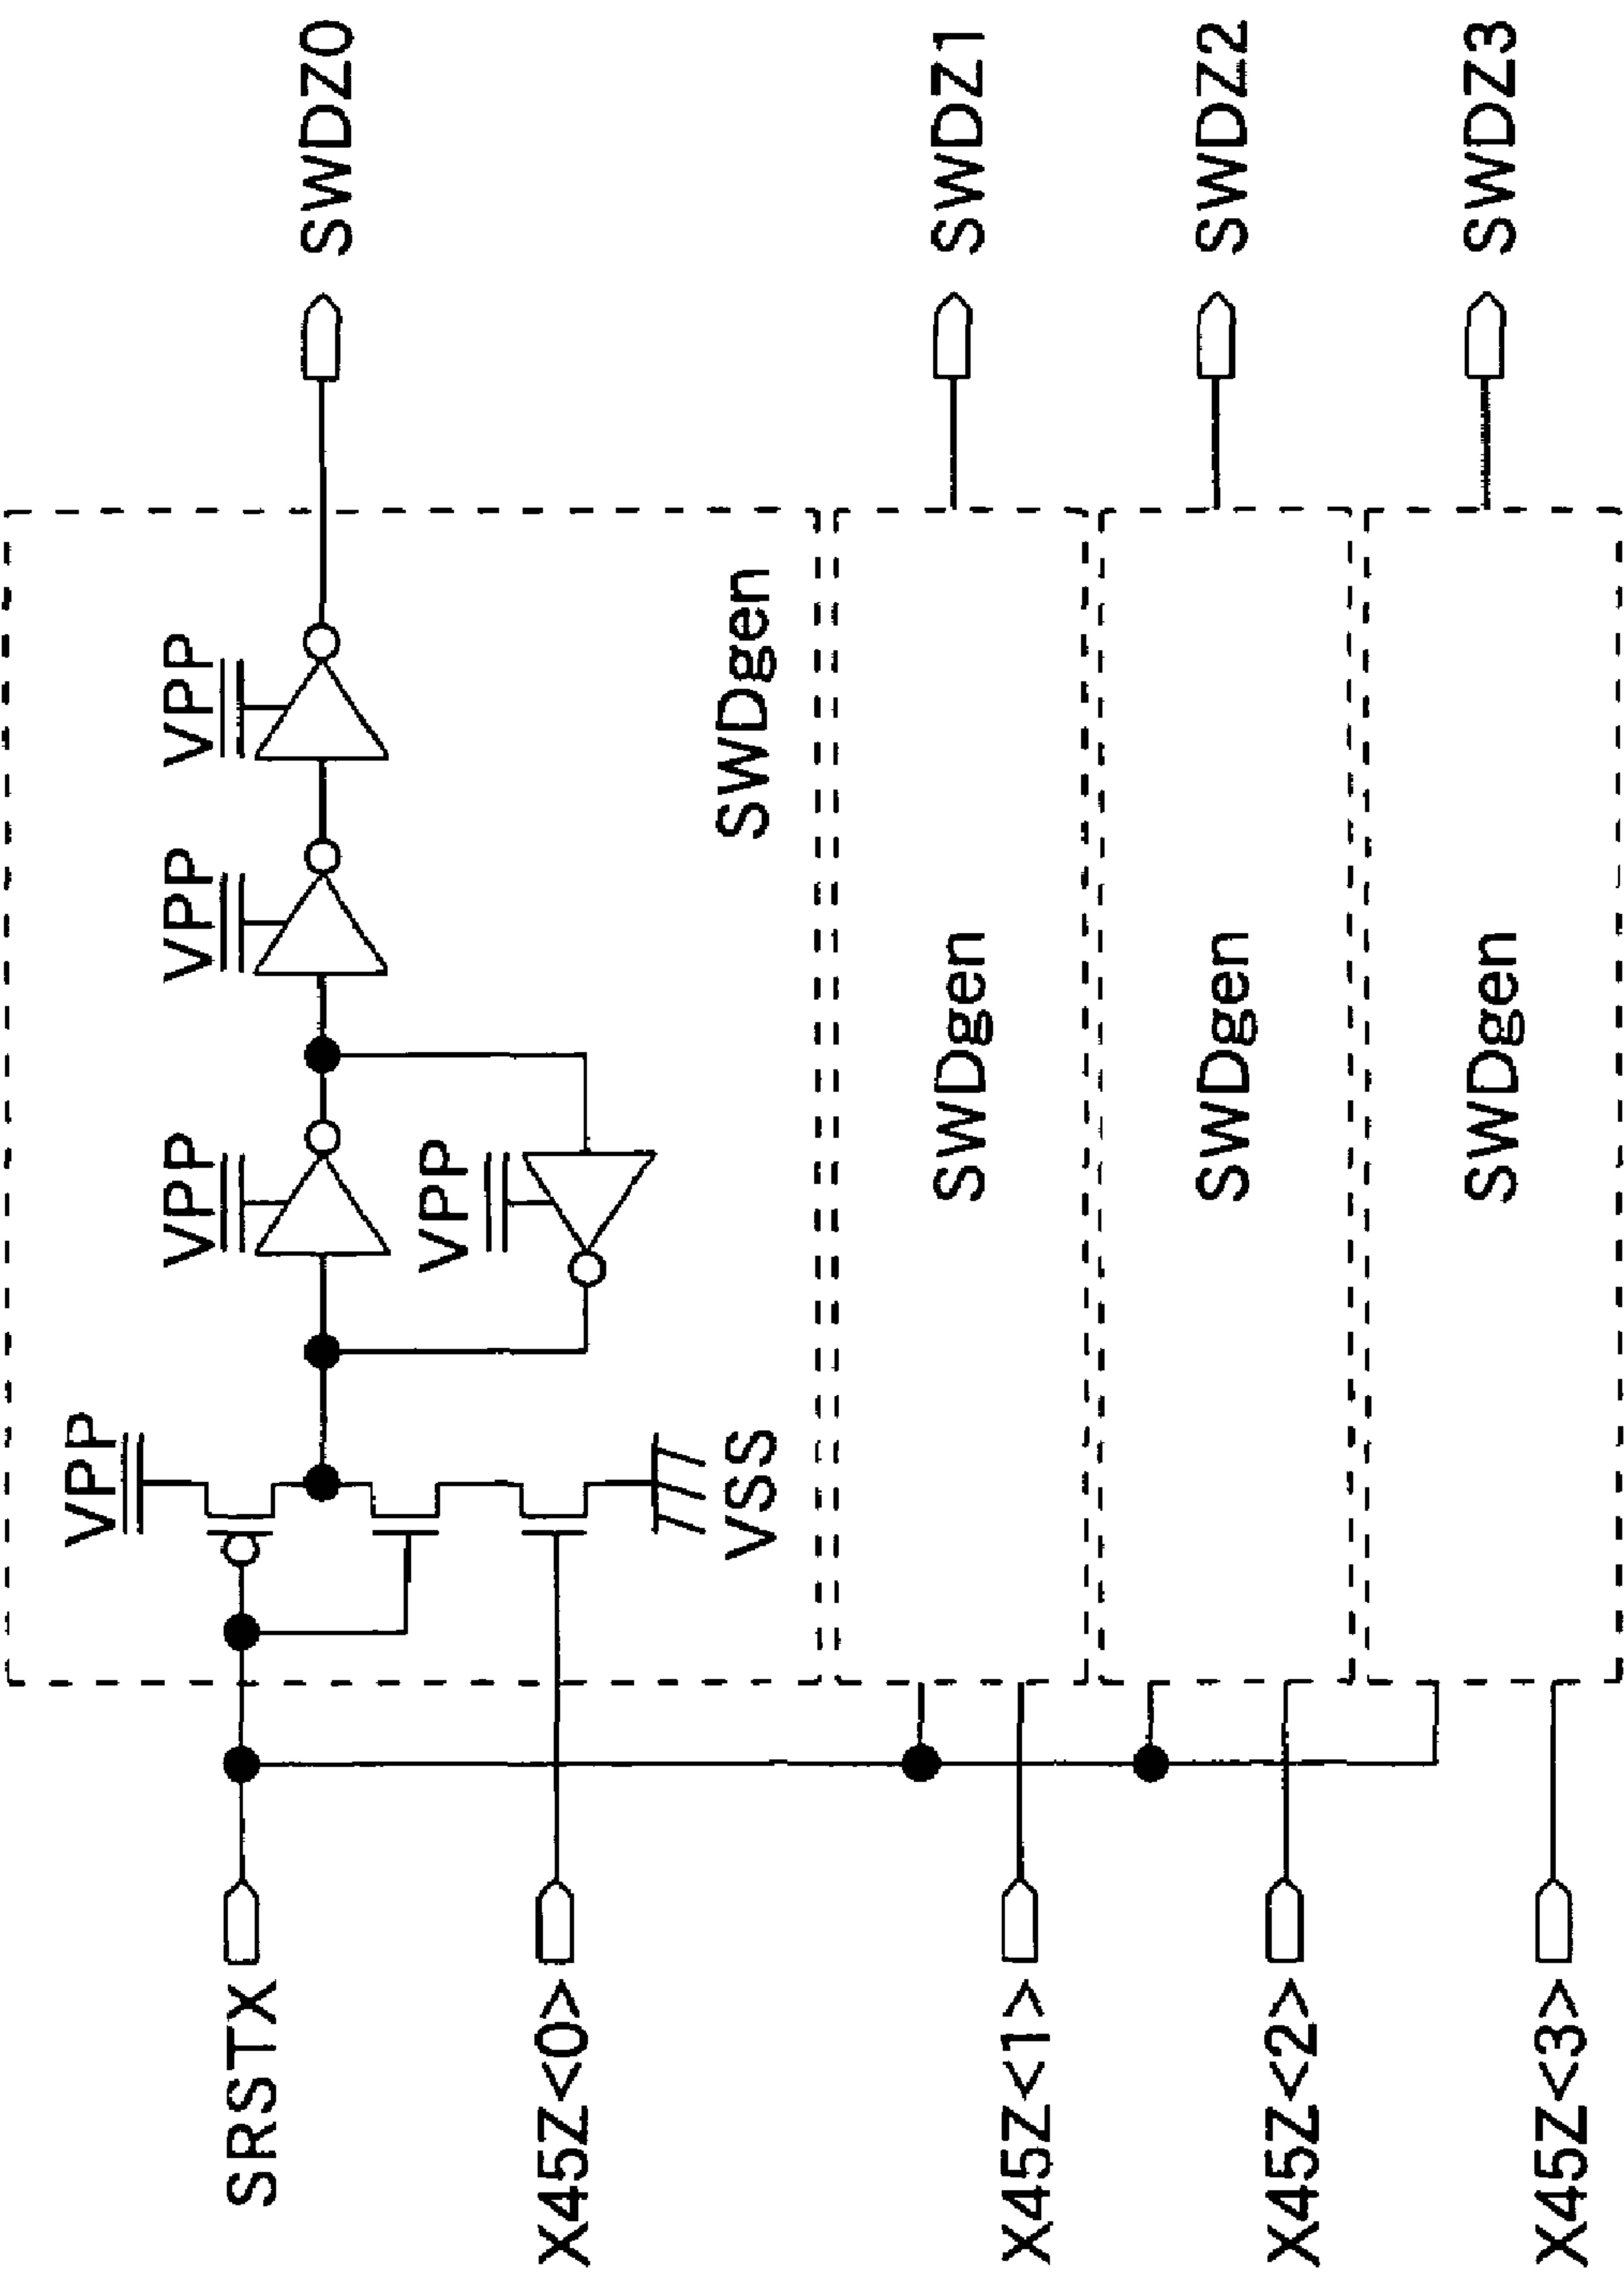 SRSTX
X45Z<0>
X45Z<1>
X45Z<2>
X45Z<3>
VPP
VSS
VPP
VPP
VPP
VPP
SWDgen
SWDgen
SWDgen
SWDgen
SWDZ0
SWDZ1
SWDZ2
SWDZ3